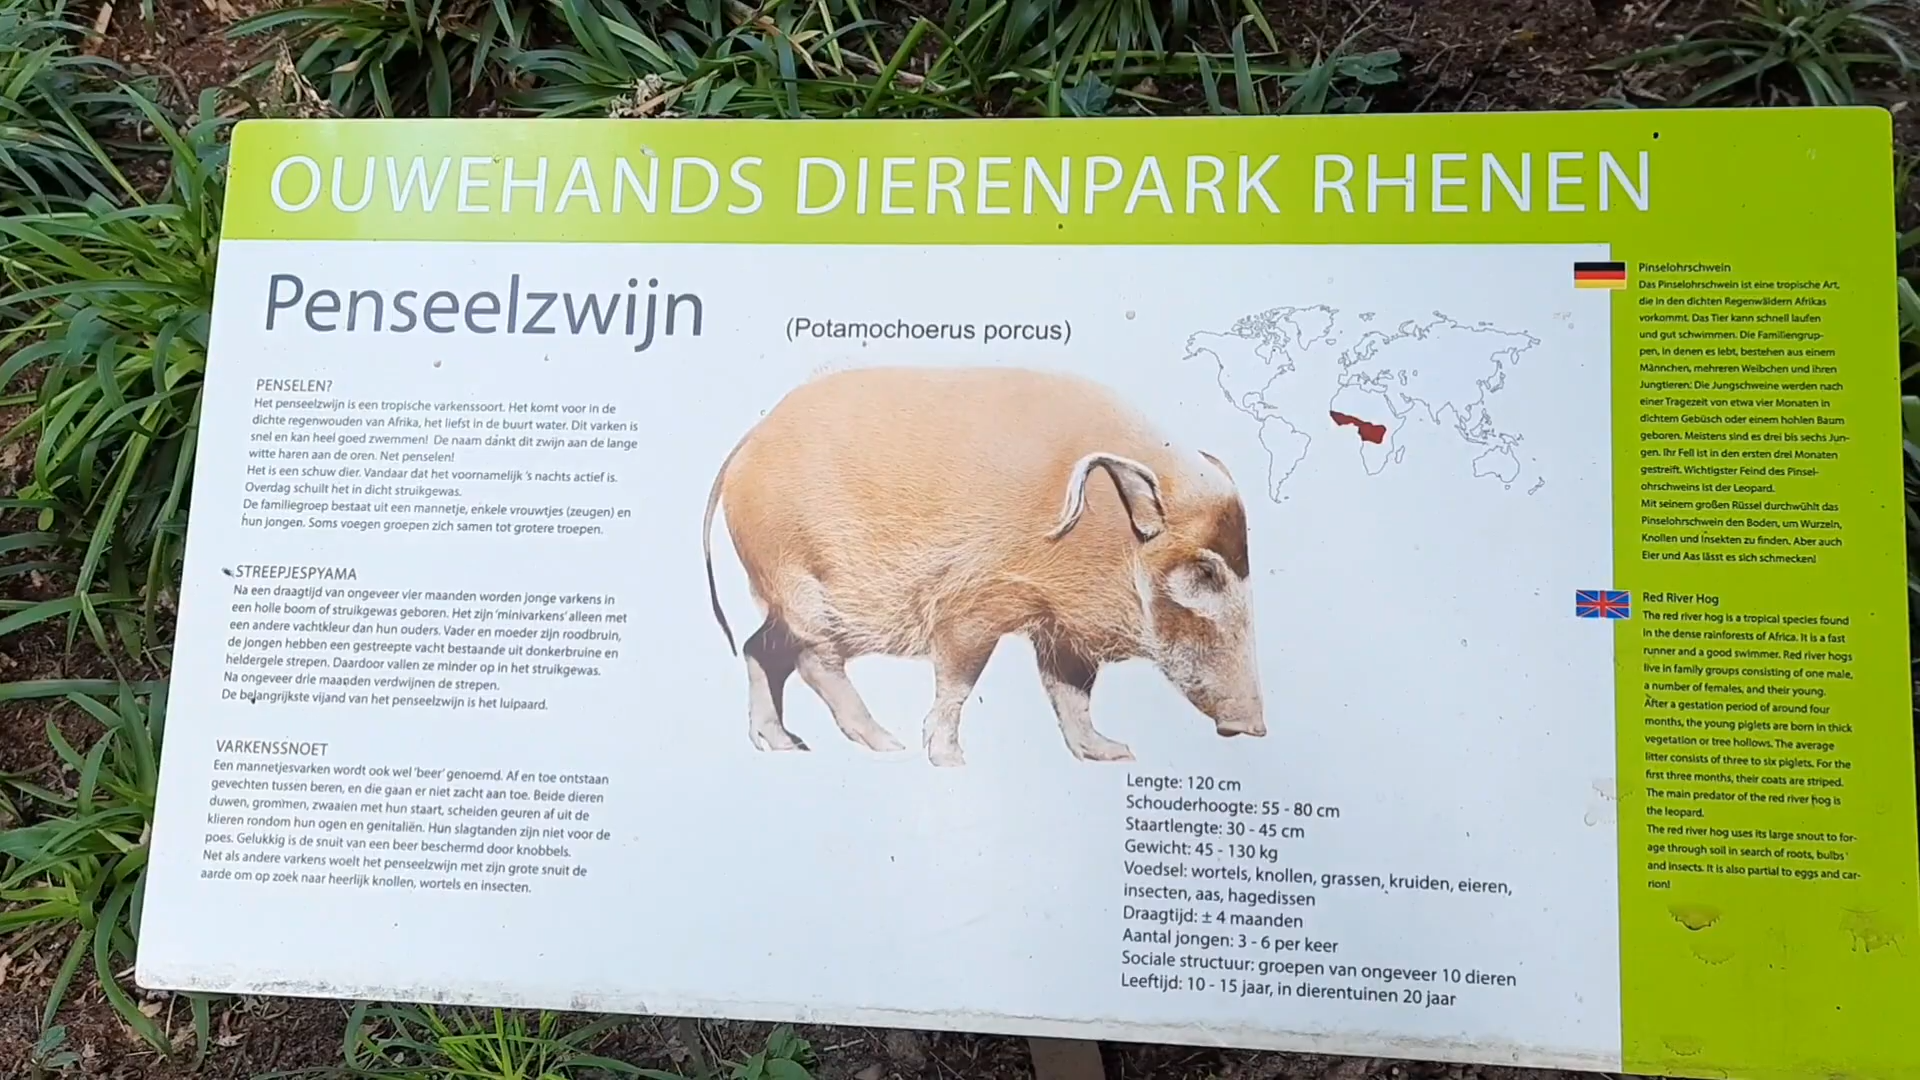 OUWEHANDS DIERENPARK RHENEN
Penseelzwijn
(Potamochoerus porcus)
PENSELEN?
Het penseelzwijn is een tropische varkenssoort. Het komt voor in de
dichte regenwouden van Afrika, het liefst in de buurt water. Dit varken is
snel en kan heel goed zwemmen! De naam dankt dit zwijn aan de lange
witte haren aan de oren. Net penselen!
Het is een schuw dier. Vandaar dat het voornamelijk 's nachts actief is.
Overdag schuilt het in dicht struikgewas.
De familiegroep bestaat uit een mannetje, enkele vrouwtjes (zeugen) en
hun jongen. Soms voegen groepen zich samen tot grotere troepen.
STREEPJESPYAMA
Na een draagtijd van ongeveer vier maanden worden jonge varkens in
een holle boom of struikgewas geboren. Het zijn 'minivarkens' alleen met
een andere vachtkleur dan hun ouders. Vader en moeder zijn roodbruin,
de jongen hebben een gestreepte vacht bestaande uit donkerbruine en
heldergele strepen. Daardoor vallen ze minder op in het struikgewas.
Na ongeveer drie maanden verdwijnen de strepen.
De belangrijkste vijand van het penseelzwijn is het luipaard.
VARKENSSNOET
Een mannetjesvarken wordt ook wel 'beer' genoemd. Af en toe ontstaan
gevechten tussen beren, en die gaan er niet zacht aan toe. Beide dieren
duwen, grommen, zwaaien met hun staart, scheiden geuren af uit de
klieren rondom hun ogen en genitaliën. Hun slagtanden zijn niet voor de
poes. Gelukkig is de snuit van een beer beschermd door knobbels.
Net als andere varkens woelt het penseelzwijn met zijn grote snuit de
aarde om op zoek naar heerlijk knollen, wortels en insecten.
Lengte: 120 cm
Schouderhoogte: 55 - 80 cm
Staartlengte: 30 - 45 cm
Gewicht: 45 - 130 kg
Voedsel: wortels, knollen, grassen, kruiden, eieren,
insecten, aas, hagedissen
Draagtijd: ± 4 maanden
Aantal jongen: 3 - 6 per keer
Sociale structuur: groepen van ongeveer 10 dieren
Leeftijd: 10 - 15 jaar, in dierentuinen 20 jaar
Pinselohrschwein
Das Pinselohrschwein ist eine tropische Art,
die in den dichten Regenwäldern Afrikas
vorkommt. Das Tier kann schnell laufen
und gut schwimmen. Die Familiengrup-
pen, in denen es lebt, bestehen aus einem
Männchen, mehreren Weibchen und ihren
Jungtieren. Die Jungschweine werden nach
einer Tragezeit von etwa vier Monaten in
dichtem Gebüsch oder einem hohlen Baum
geboren. Meistens sind es drei bis sechs Jun-
gen. Ihr Fell ist in den ersten drei Monaten
gestreift. Wichtigster Feind des Pinsel-
ohrschweins ist der Leopard.
Mit seinem großen Rüssel durchwühlt das
Pinselohrschwein den Boden, um Wurzeln,
Knollen und Insekten zu finden. Aber auch
Eier und Aas lässt es sich schmecken!
Red River Hog
The red river hog is a tropical species found
in the dense rainforests of Africa. It is a fast
runner and a good swimmer. Red river hogs
live in family groups consisting of one male,
a number of females, and their young.
After a gestation period of around four
months, the young piglets are born in thick
vegetation or tree hollows. The average
litter consists of three to six piglets. For the
first three months, their coats are striped.
The main predator of the red river hog is
the leopard.
The red river hog uses its large snout to for-
age through soil in search of roots, bulbs
and insects. It is also partial to eggs and car-
rion!